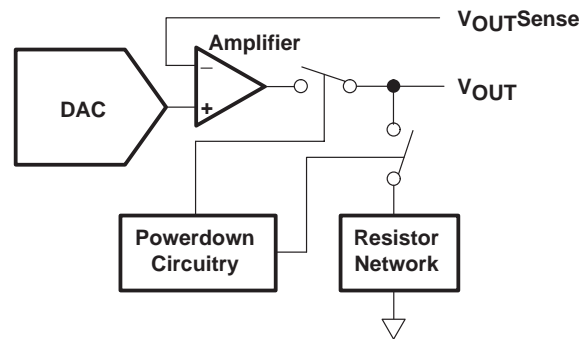 VOUTSense
Amplifier
–
+
VOUT
DAC
Powerdown
Circuitry
Resistor
Network